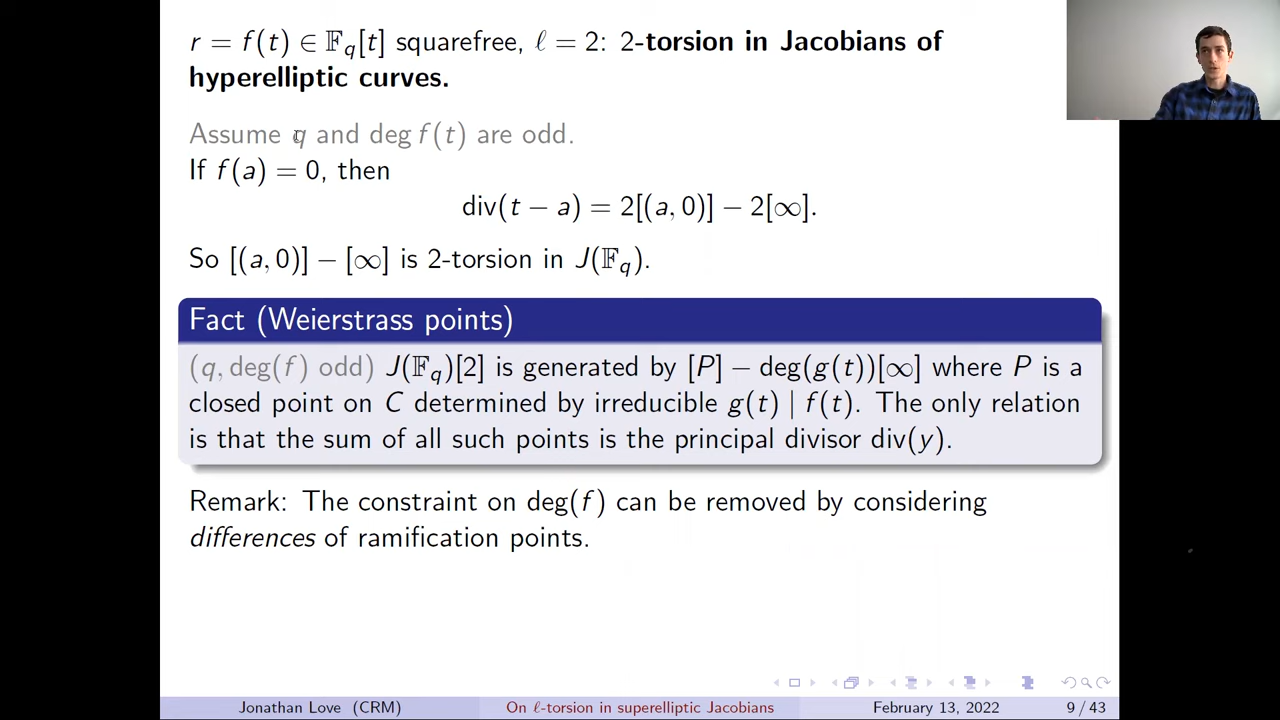 r = f(t) ∈ 𝔽_q[t] squarefree, ℓ = 2: 2-torsion in Jacobians of
hyperelliptic curves.
Assume q and deg f(t) are odd.
If f(a) = 0, then
div(t − a) = 2[(a, 0)] − 2[∞].
So [(a, 0)] − [∞] is 2-torsion in J(𝔽_q).
Fact (Weierstrass points)
(q, deg(f) odd) J(𝔽_q)[2] is generated by [P] − deg(g(t))[∞] where P is a
closed point on C determined by irreducible g(t) | f(t). The only relation
is that the sum of all such points is the principal divisor div(y).
Remark: The constraint on deg(f) can be removed by considering
differences of ramification points.
Jonathan Love (CRM) On ℓ-torsion in superelliptic Jacobians February 13, 2022 9 / 43